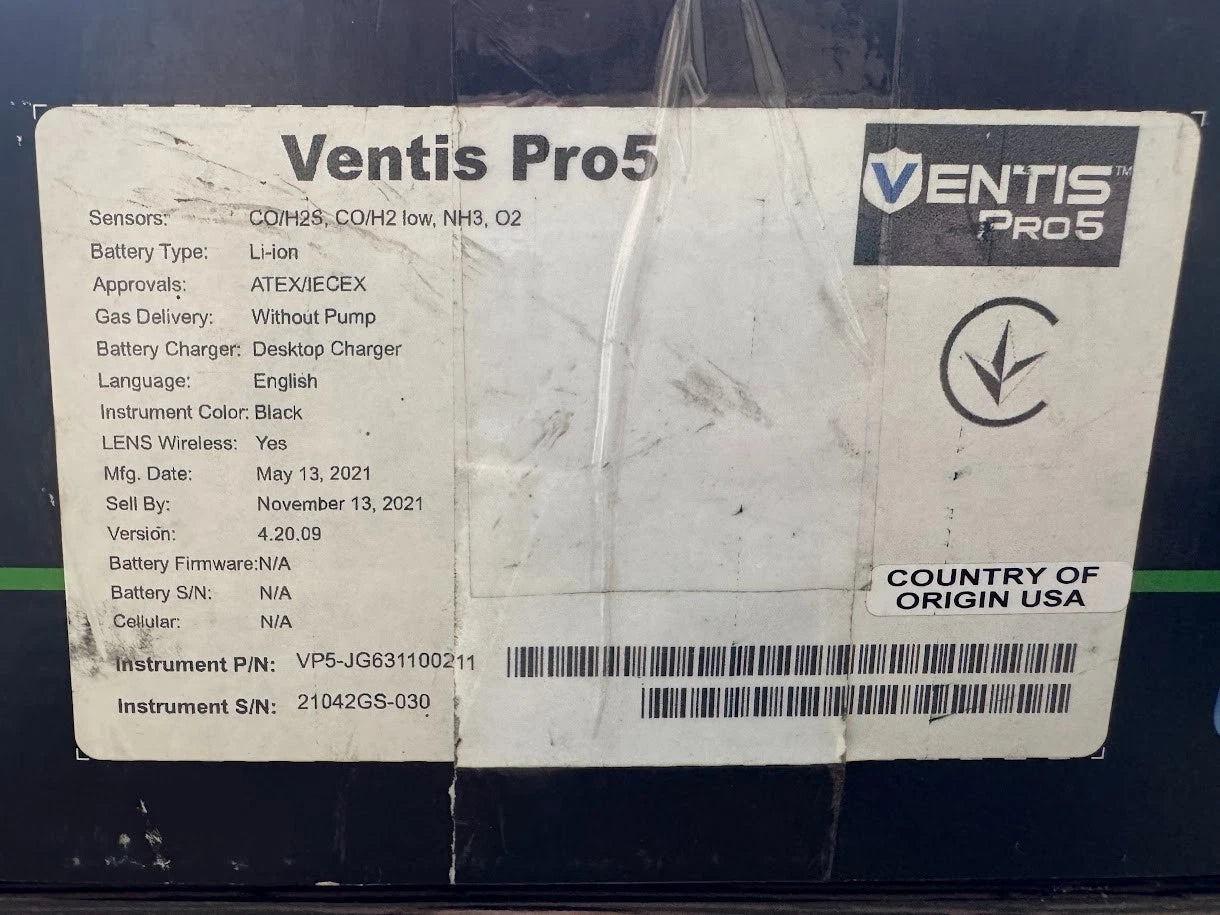 Ventis Pro5
VENTIS™
PRO5
Sensors: CO/H2S, CO/H2 low, NH3, O2
Battery Type: Li-ion
Approvals: ATEX/IECEX
Gas Delivery: Without Pump
Battery Charger: Desktop Charger
Language: English
Instrument Color: Black
LENS Wireless: Yes
Mfg. Date: May 13, 2021
Sell By: November 13, 2021
Version: 4.20.09
Battery Firmware: N/A
Battery S/N: N/A
Cellular: N/A
COUNTRY OF
ORIGIN USA
Instrument P/N: VP5-JG631100211
Instrument S/N: 21042GS-030